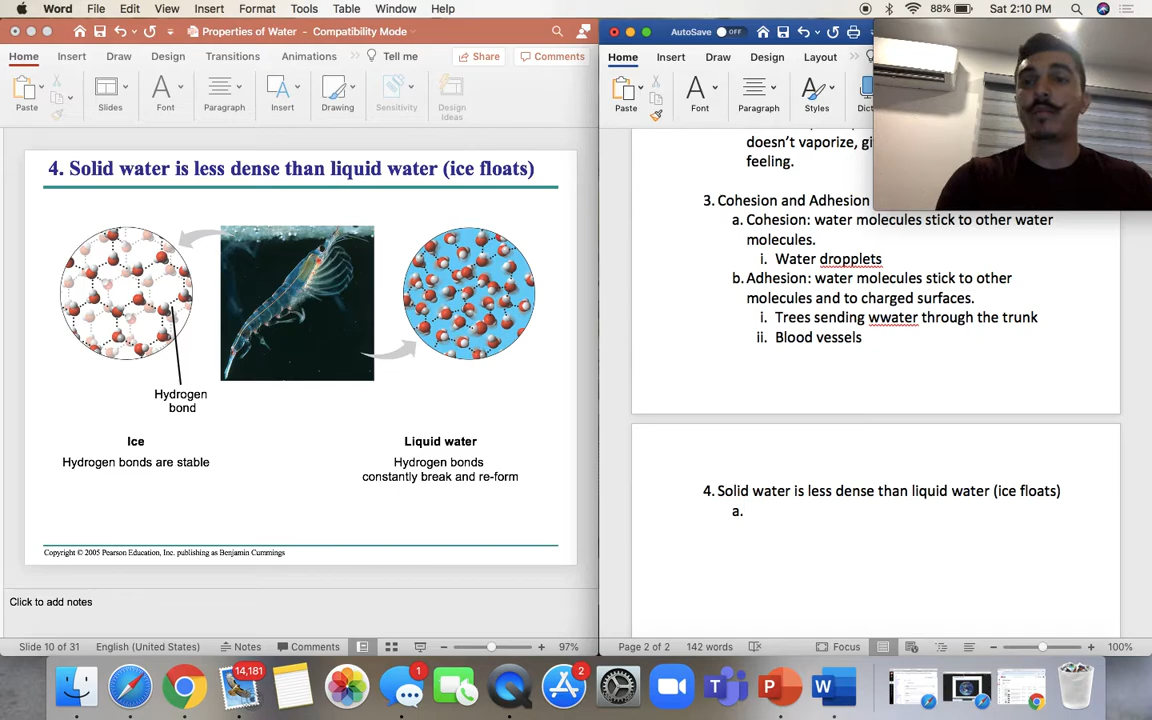 Word File Edit View Insert Format Tools Table Window Help 88% Sat 2:10 PM
Properties of Water - Compatibility Mode
AutoSave OFF
Home Insert Draw Design Transitions Animations Tell me Share Comments
Home Insert Draw Design Layout
Paste Slides Font Paragraph Insert Drawing Sensitivity Design
Ideas
Paste Font Paragraph Styles
4. Solid water is less dense than liquid water (ice floats)
Hydrogen
bond
Ice
Hydrogen bonds are stable
Liquid water
Hydrogen bonds
constantly break and re-form
Copyright © 2005 Pearson Education, Inc. publishing as Benjamin Cummings
Click to add notes
Slide 10 of 31 English (United States) Notes Comments 97%
feeling.
3. Cohesion and Adhesion
a. Cohesion: water molecules stick to other water
molecules.
i. Water dropplets
b. Adhesion: water molecules stick to other
molecules and to charged surfaces.
i. Trees sending wwater through the trunk
ii. Blood vessels
4. Solid water is less dense than liquid water (ice floats)
a.
Page 2 of 2 142 words Focus 100%
14,181 1 2